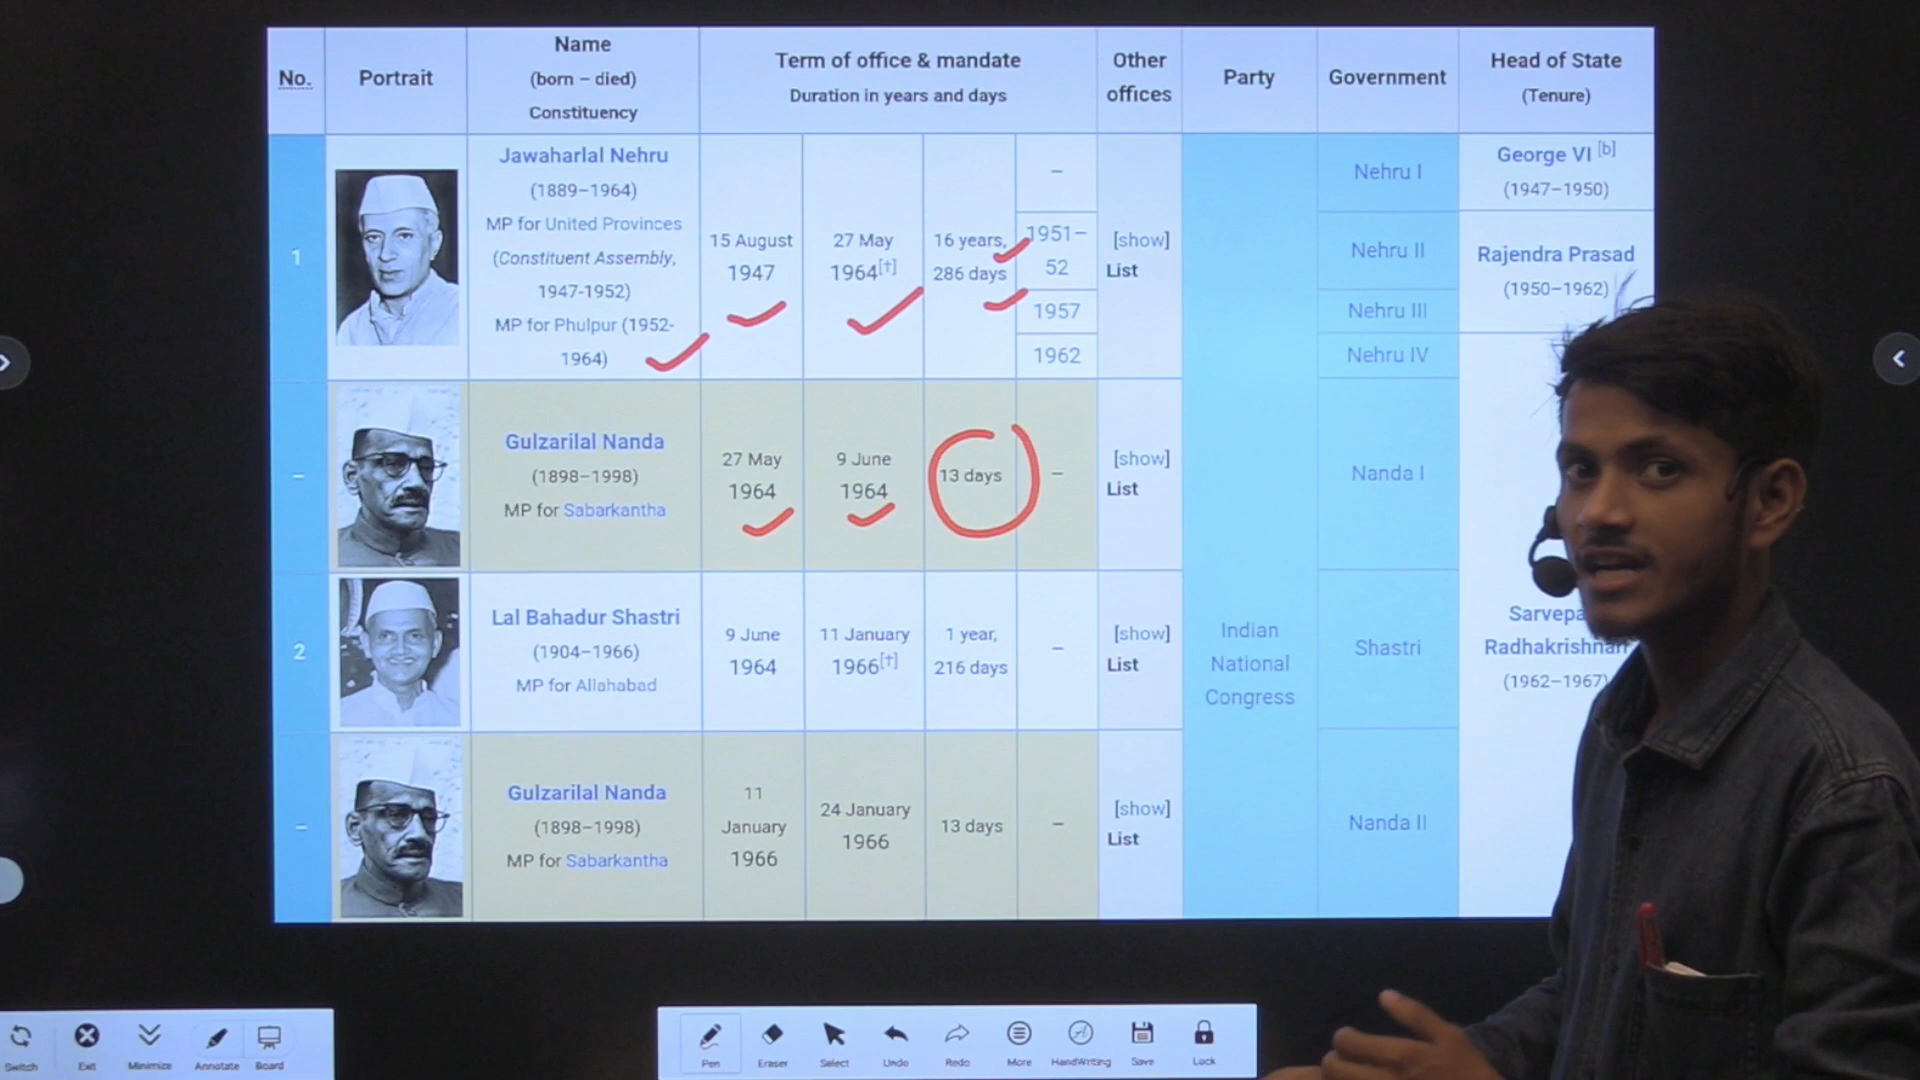 No.
Portrait
Name
(born – died)
Constituency
Term of office & mandate
Duration in years and days
Other
offices
Party
Government
Head of State
(Tenure)
1
Jawaharlal Nehru
(1889–1964)
MP for United Provinces
(Constituent Assembly,
1947-1952)
MP for Phulpur (1952-
1964)
15 August
1947
27 May
1964[†]
16 years,
286 days
–
1951–
52
1957
1962
[show]
List
Nehru I
Nehru II
Nehru III
Nehru IV
George VI [b]
(1947–1950)
Rajendra Prasad
(1950–1962)
–
Gulzarilal Nanda
(1898–1998)
MP for Sabarkantha
27 May
1964
9 June
1964
13 days
–
[show]
List
Nanda I
2
Lal Bahadur Shastri
(1904–1966)
MP for Allahabad
9 June
1964
11 January
1966[†]
1 year,
216 days
–
[show]
List
Indian
National
Congress
Shastri
Sarvepa
Radhakrishnan
(1962–1967)
–
Gulzarilal Nanda
(1898–1998)
MP for Sabarkantha
11
January
1966
24 January
1966
13 days
–
[show]
List
Nanda II
Switch
Exit
Minimize
Annotate
Board
Pen
Eraser
Select
Undo
Redo
More
HandWriting
Save
Lock